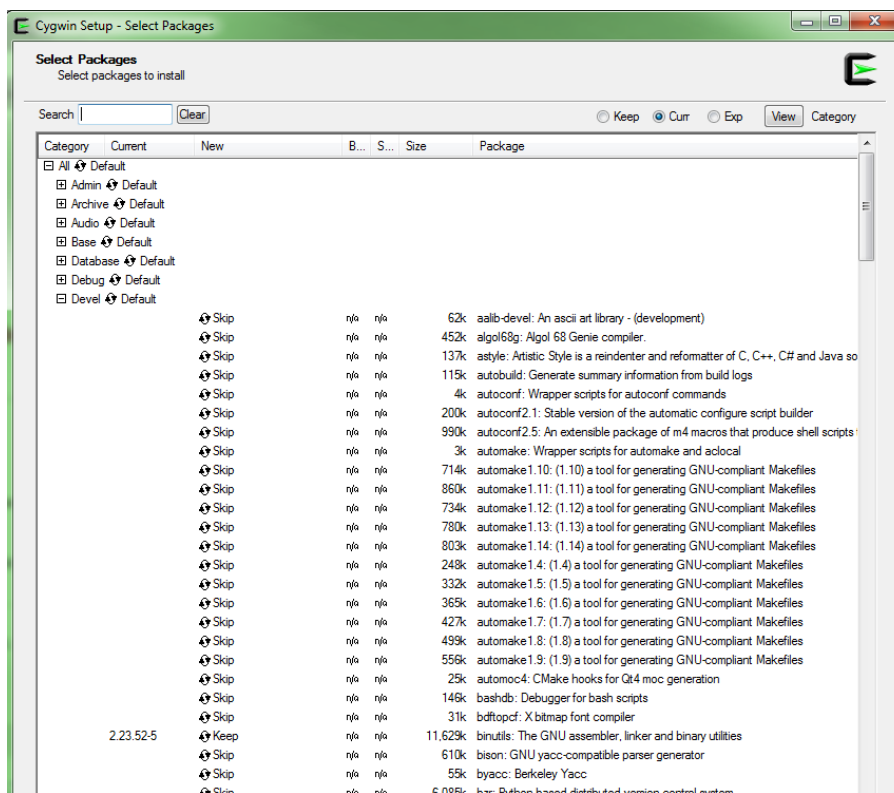 Cygwin Setup - Select Packages
Select Packages
Select packages to install
Search Clear Keep Curr Exp View Category
Category Current New B... S... Size Package
All Default
Admin Default
Archive Default
Audio Default
Base Default
Database Default
Debug Default
Devel Default
Skip n/a n/a 62k aalib-devel: An ascii art library - (development)
Skip n/a n/a 452k algol68g: Algol 68 Genie compiler.
Skip n/a n/a 137k astyle: Artistic Style is a reindenter and reformatter of C, C++, C# and Java so
Skip n/a n/a 115k autobuild: Generate summary information from build logs
Skip n/a n/a 4k autoconf: Wrapper scripts for autoconf commands
Skip n/a n/a 200k autoconf2.1: Stable version of the automatic configure script builder
Skip n/a n/a 990k autoconf2.5: An extensible package of m4 macros that produce shell scripts
Skip n/a n/a 3k automake: Wrapper scripts for automake and aclocal
Skip n/a n/a 714k automake1.10: (1.10) a tool for generating GNU-compliant Makefiles
Skip n/a n/a 860k automake1.11: (1.11) a tool for generating GNU-compliant Makefiles
Skip n/a n/a 734k automake1.12: (1.12) a tool for generating GNU-compliant Makefiles
Skip n/a n/a 780k automake1.13: (1.13) a tool for generating GNU-compliant Makefiles
Skip n/a n/a 803k automake1.14: (1.14) a tool for generating GNU-compliant Makefiles
Skip n/a n/a 248k automake1.4: (1.4) a tool for generating GNU-compliant Makefiles
Skip n/a n/a 332k automake1.5: (1.5) a tool for generating GNU-compliant Makefiles
Skip n/a n/a 365k automake1.6: (1.6) a tool for generating GNU-compliant Makefiles
Skip n/a n/a 427k automake1.7: (1.7) a tool for generating GNU-compliant Makefiles
Skip n/a n/a 499k automake1.8: (1.8) a tool for generating GNU-compliant Makefiles
Skip n/a n/a 556k automake1.9: (1.9) a tool for generating GNU-compliant Makefiles
Skip n/a n/a 25k automoc4: CMake hooks for Qt4 moc generation
Skip n/a n/a 146k bashdb: Debugger for bash scripts
Skip n/a n/a 31k bdftopcf: X bitmap font compiler
2.23.52-5 Keep n/a n/a 11,629k binutils: The GNU assembler, linker and binary utilities
Skip n/a n/a 610k bison: GNU yacc-compatible parser generator
Skip n/a n/a 55k byacc: Berkeley Yacc
Skip n/a n/a 6,085k bzr: Python based distributed version control system